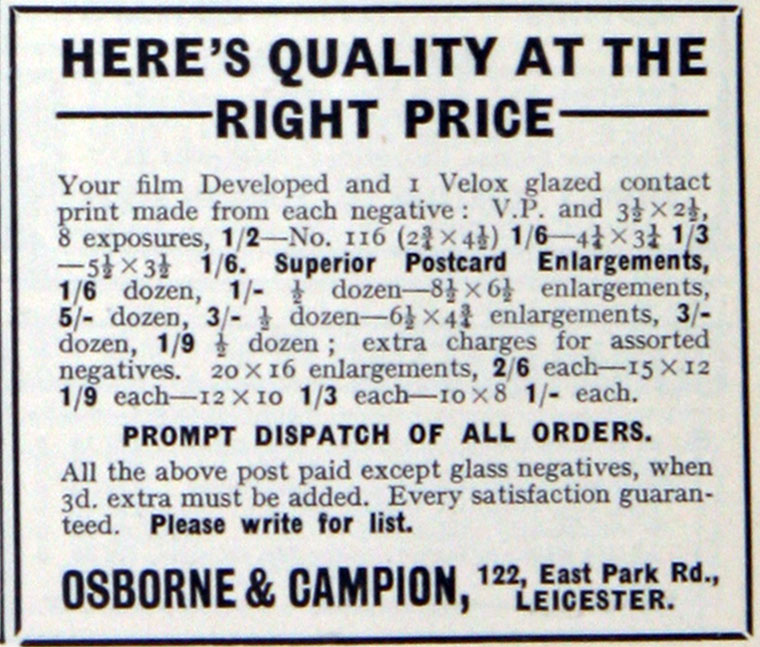 HERE'S QUALITY AT THE
RIGHT PRICE
Your film Developed and 1 Velox glazed contact
print made from each negative: V.P. and 3½ × 2½,
8 exposures, 1/2—No. 116 (2¾ × 4½) 1/6—4¼ × 3¼ 1/3
—5½ × 3½ 1/6. Superior Postcard Enlargements,
1/6 dozen, 1/- ½ dozen—8½ × 6½ enlargements,
5/- dozen, 3/- ½ dozen—6½ × 4¾ enlargements, 3/-
dozen, 1/9 ½ dozen; extra charges for assorted
negatives. 20 × 16 enlargements, 2/6 each—15 × 12
1/9 each—12 × 10 1/3 each—10 × 8 1/- each.
PROMPT DISPATCH OF ALL ORDERS.
All the above post paid except glass negatives, when
3d. extra must be added. Every satisfaction guaran-
teed. Please write for list.
OSBORNE & CAMPION, 122, East Park Rd.,
LEICESTER.